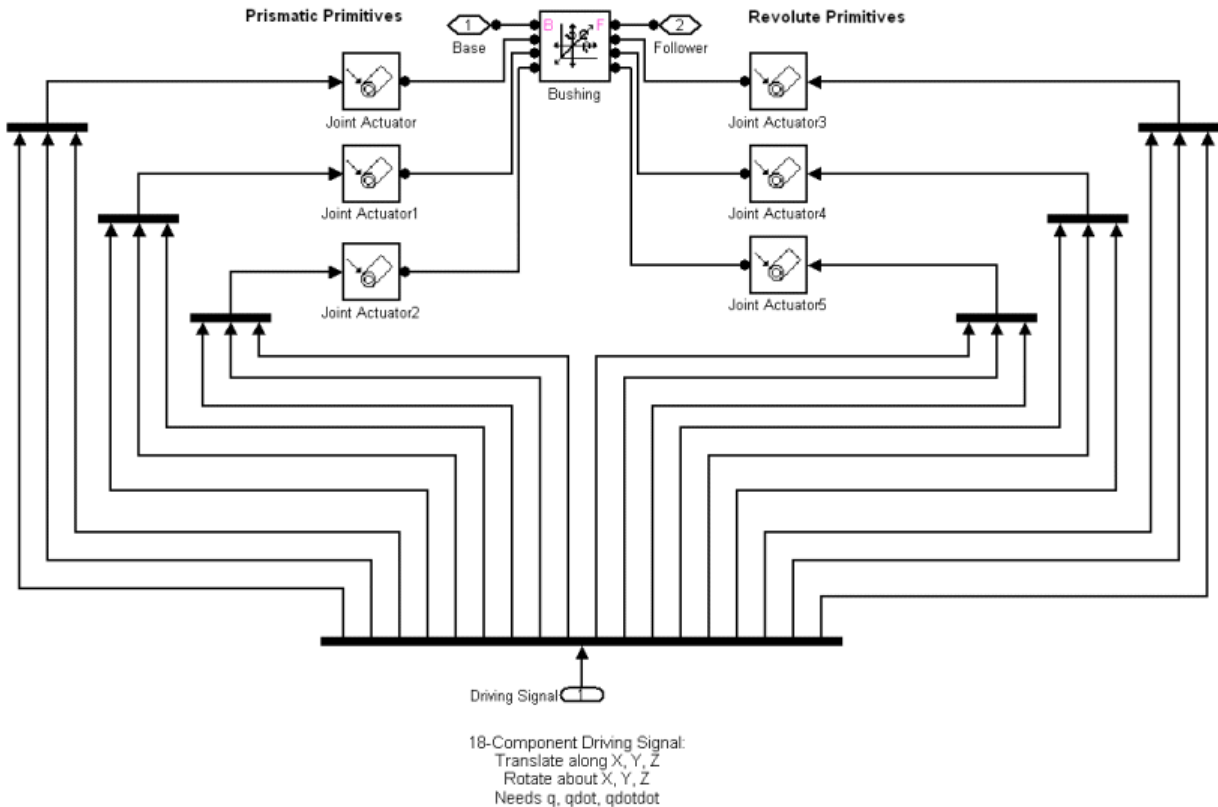 Prismatic Primitives
Revolute Primitives
1
B
F
2
Base
Follower
Bushing
Joint Actuator
Joint Actuator3
Joint Actuator1
Joint Actuator4
Joint Actuator2
Joint Actuator5
Driving Signal
1
18-Component Driving Signal:
Translate along X, Y, Z
Rotate about X, Y, Z
Needs q, qdot, qdotdot